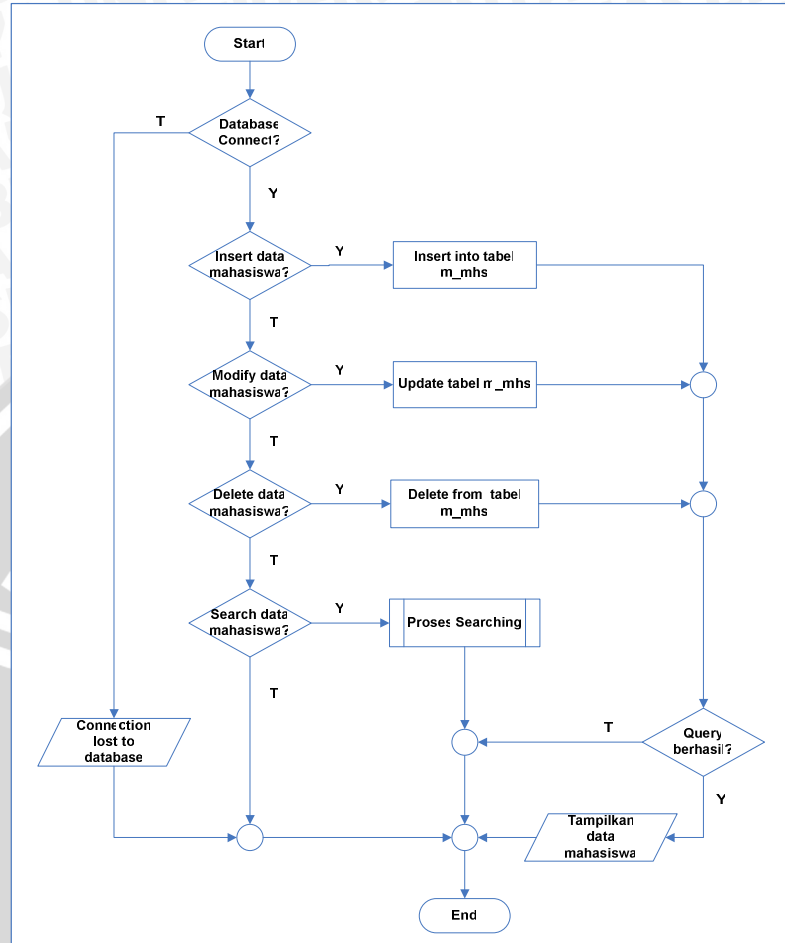 Start
Database
Connect?
T
Y
Insert data
mahasiswa?
Y
Insert into tabel
m_mhs
T
Modify data
mahasiswa?
Y
Update tabel m_mhs
T
Delete data
mahasiswa?
Y
Delete from tabel
m_mhs
T
Search data
mahasiswa?
Y
Proses Searching
T
Connection
lost to
database
T
Query
berhasil?
Y
Tampilkan
data
mahasiswa
End